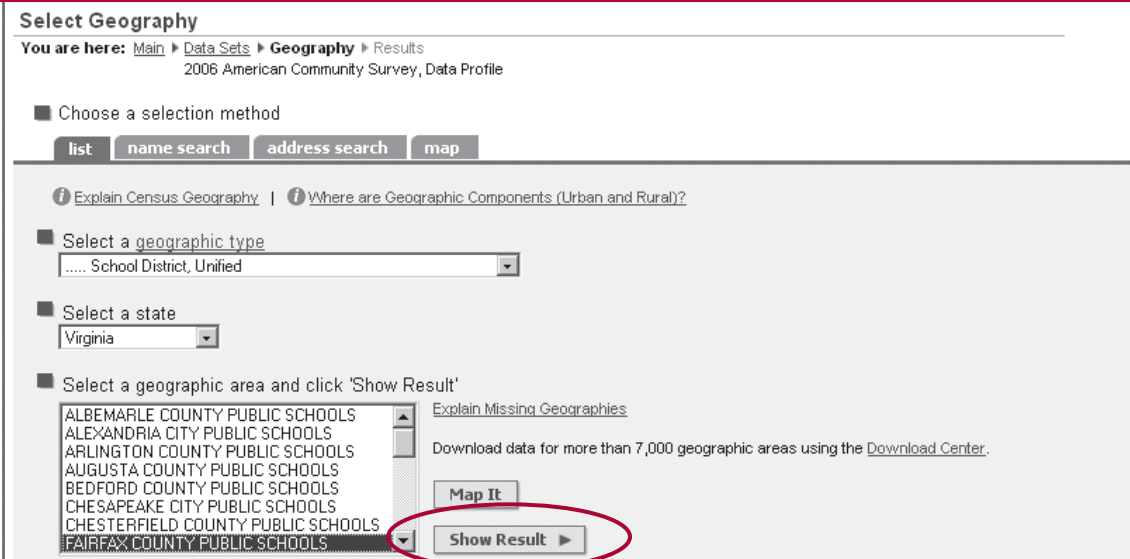 Select Geography
You are here: Main ▶ Data Sets ▶ Geography ▶ Results
2006 American Community Survey, Data Profile
Choose a selection method
list name search address search map
Explain Census Geography | Where are Geographic Components (Urban and Rural)?
Select a geographic type
..... School District, Unified
Select a state
Virginia
Select a geographic area and click 'Show Result'
ALBEMARLE COUNTY PUBLIC SCHOOLS
ALEXANDRIA CITY PUBLIC SCHOOLS
ARLINGTON COUNTY PUBLIC SCHOOLS
AUGUSTA COUNTY PUBLIC SCHOOLS
BEDFORD COUNTY PUBLIC SCHOOLS
CHESAPEAKE CITY PUBLIC SCHOOLS
CHESTERFIELD COUNTY PUBLIC SCHOOLS
FAIRFAX COUNTY PUBLIC SCHOOLS
Explain Missing Geographies
Download data for more than 7,000 geographic areas using the Download Center.
Map It
Show Result ▶